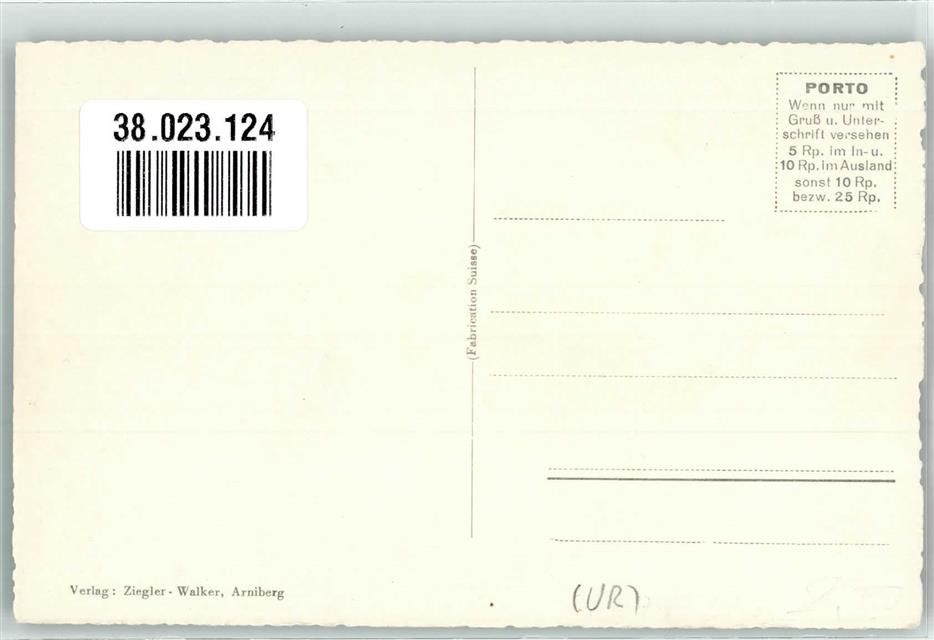 38.023.124
PORTO
Wenn nur mit
Gruß u. Unter-
schrift versehen
5 Rp. im In- u.
10 Rp. im Ausland
sonst 10 Rp.
bezw. 25 Rp.
(Fabrication Suisse)
Verlag: Ziegler - Walker, Arniberg
(UR)